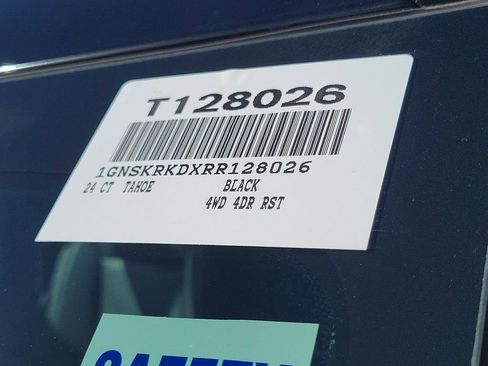 T128026
1GNSKRKDXRR128026
24 CT TAHOE BLACK
4WD 4DR RST